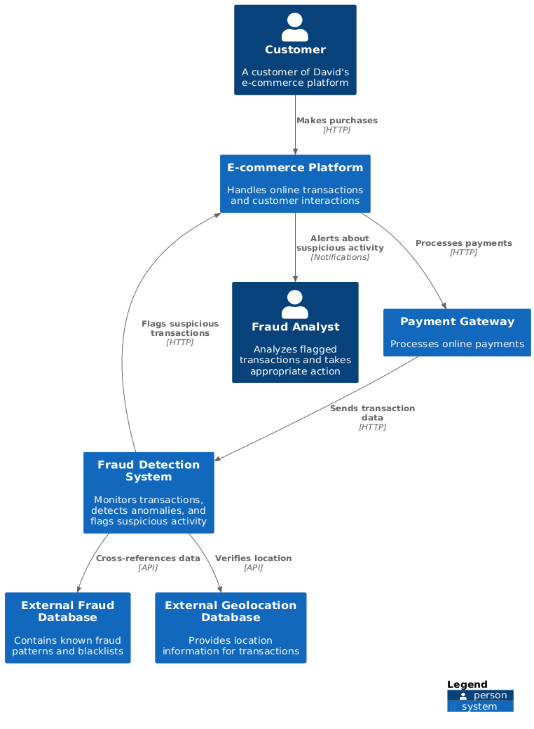 Customer
A customer of David's
e-commerce platform
Makes purchases
[HTTP]
E-commerce Platform
Handles online transactions
and customer interactions
Alerts about
suspicious activity
[Notifications]
Processes payments
[HTTP]
Fraud Analyst
Analyzes flagged
transactions and takes
appropriate action
Payment Gateway
Processes online payments
Flags suspicious
transactions
[HTTP]
Sends transaction
data
[HTTP]
Fraud Detection
System
Monitors transactions,
detects anomalies, and
flags suspicious activity
Cross-references data
[API]
Verifies location
[API]
External Fraud
Database
Contains known fraud
patterns and blacklists
External Geolocation
Database
Provides location
information for transactions
Legend
person
system